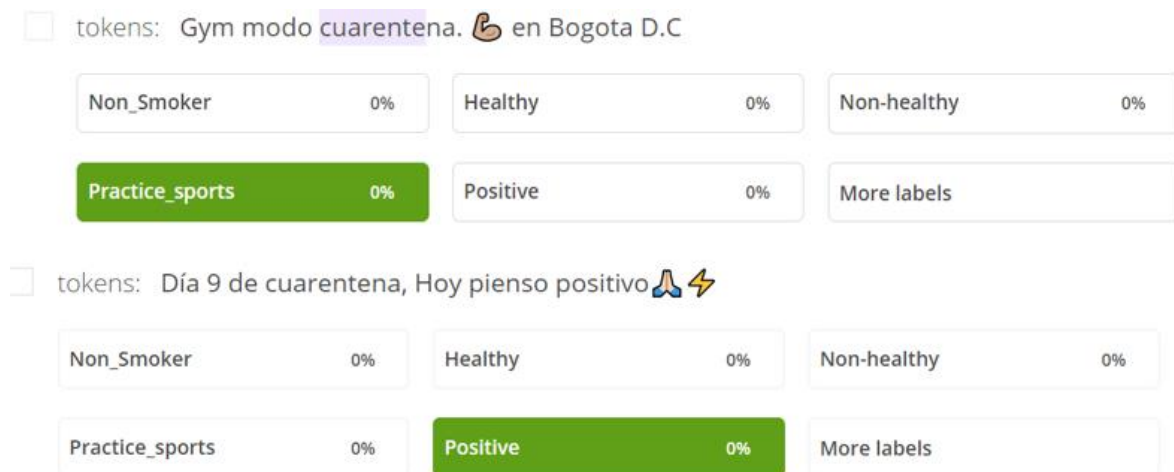 tokens: Gym modo cuarentena. 💪🏼 en Bogota D.C
Non_Smoker 0% Healthy 0% Non-healthy 0%
Practice_sports 0% Positive 0% More labels
tokens: Día 9 de cuarentena, Hoy pienso positivo🙏🏻⚡
Non_Smoker 0% Healthy 0% Non-healthy 0%
Practice_sports 0% Positive 0% More labels